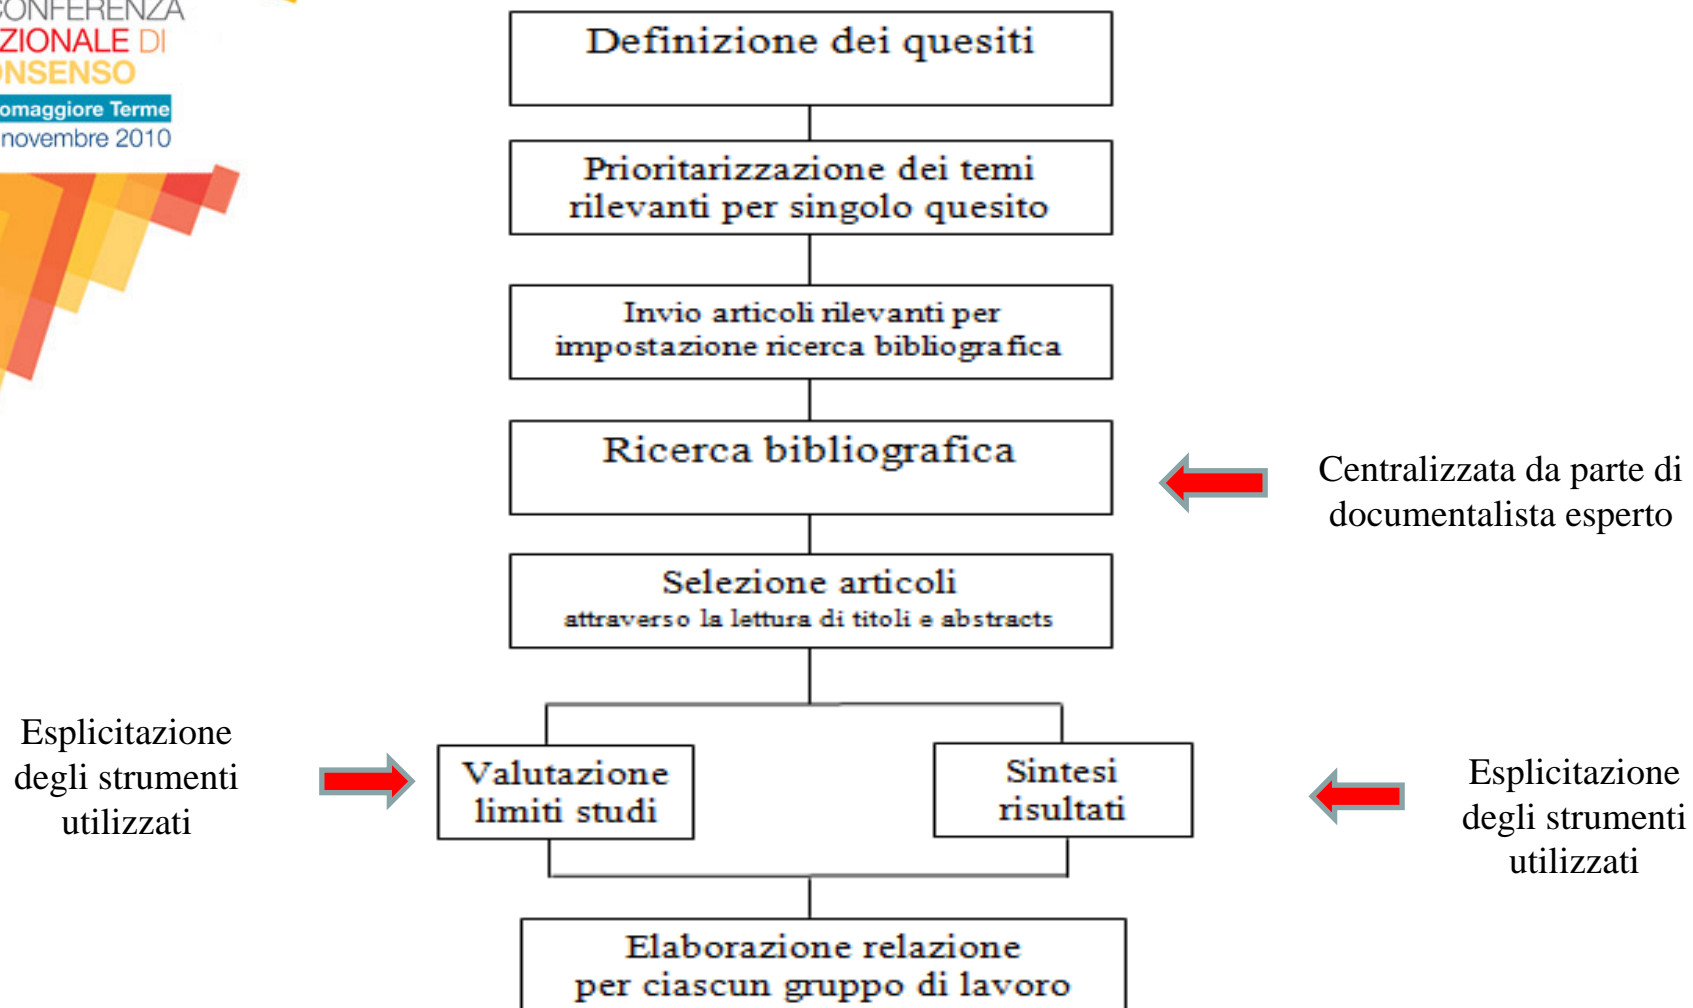 CONFERENZA
ZIONALE DI
NSENSO
omaggiore Terme
novembre 2010
Definizione dei quesiti
Prioritarizzazione dei temi
rilevanti per singolo quesito
Invio articoli rilevanti per
impostazione ricerca bibliografica
Ricerca bibliografica
Centralizzata da parte di
documentalista esperto
Selezione articoli
attraverso la lettura di titoli e abstracts
Esplicitazione
degli strumenti
utilizzati
Valutazione
limiti studi
Sintesi
risultati
Esplicitazione
degli strumenti
utilizzati
Elaborazione relazione
per ciascun gruppo di lavoro